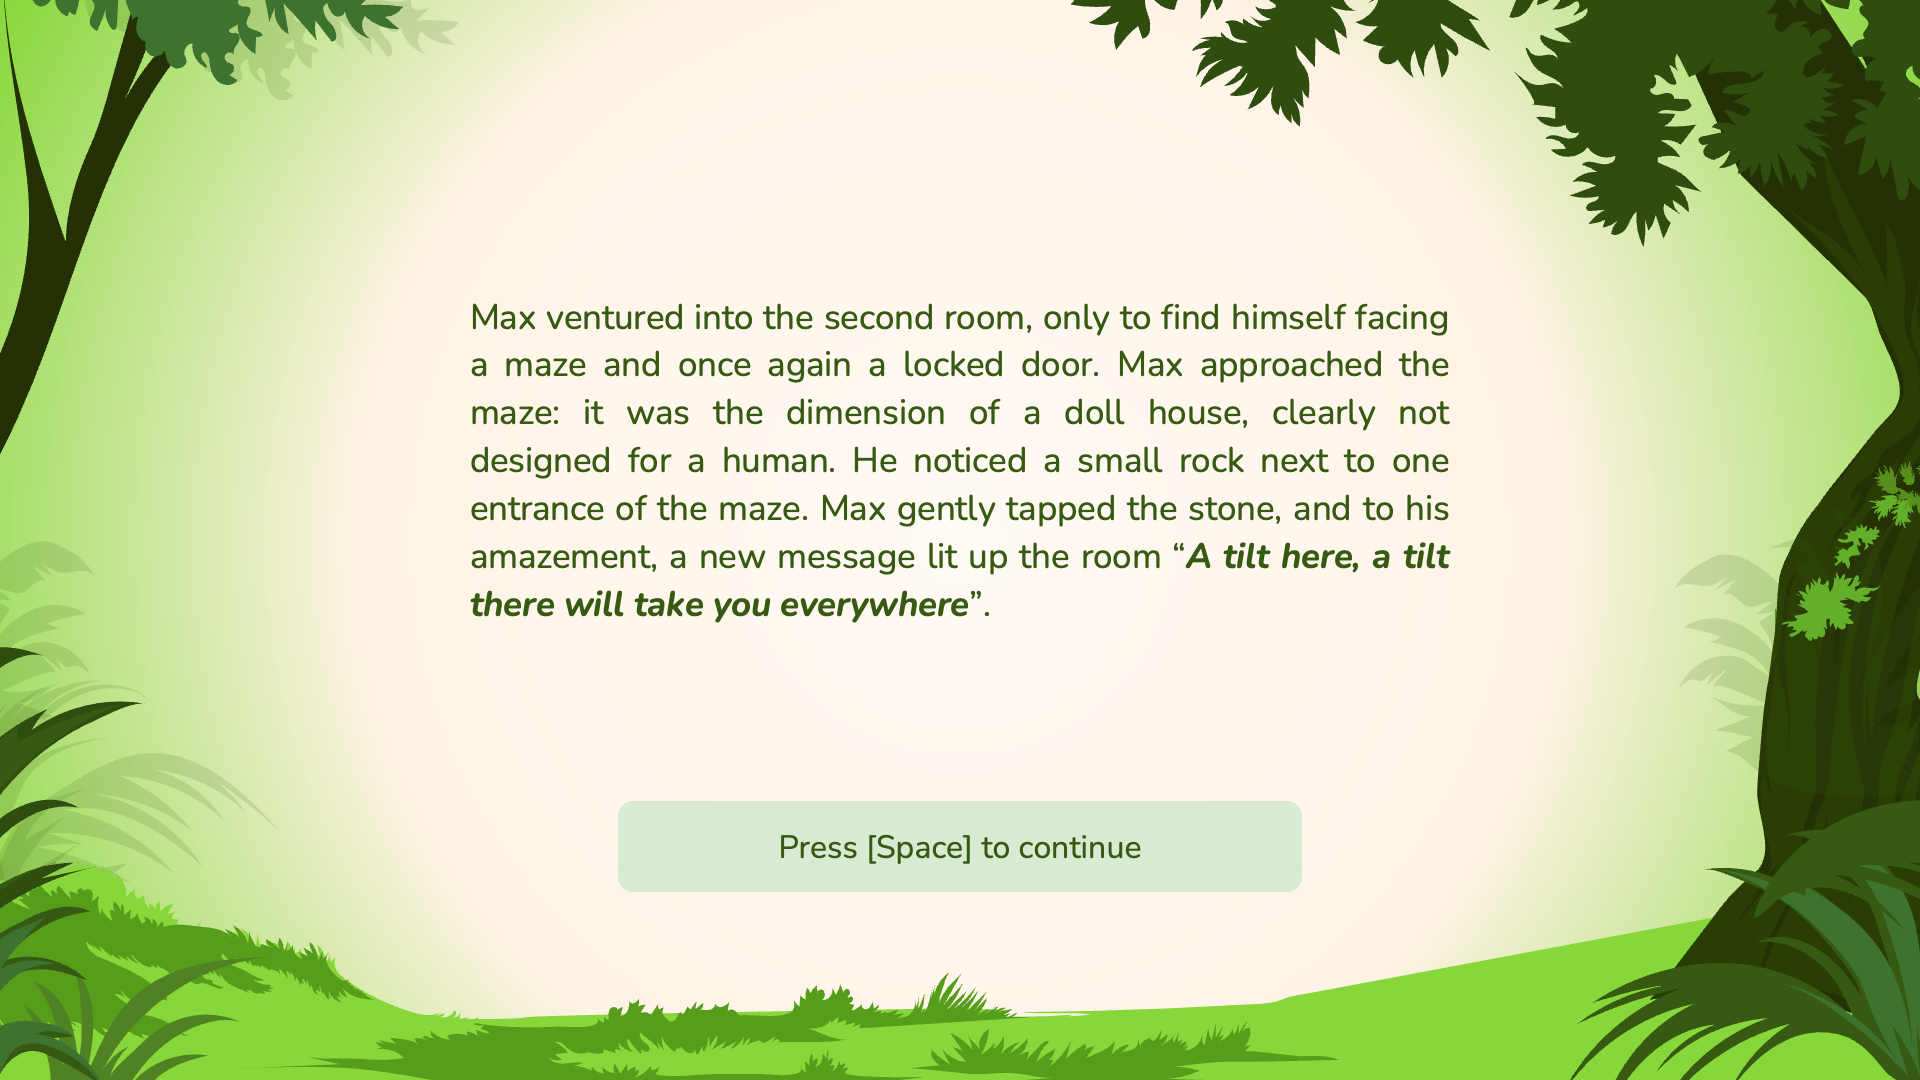 Max ventured into the second room, only to find himself facing
a maze and once again a locked door. Max approached the
maze: it was the dimension of a doll house, clearly not
designed for a human. He noticed a small rock next to one
entrance of the maze. Max gently tapped the stone, and to his
amazement, a new message lit up the room “A tilt here, a tilt
there will take you everywhere”.
Press [Space] to continue